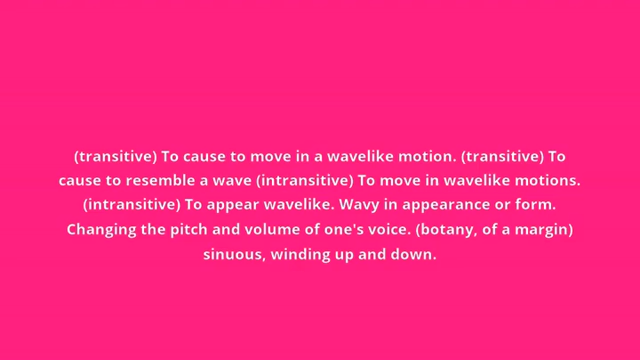 (transitive) To cause to move in a wavelike motion. (transitive) To
cause to resemble a wave (intransitive) To move in wavelike motions.
(intransitive) To appear wavelike. Wavy in appearance or form.
Changing the pitch and volume of one's voice. (botany, of a margin)
sinuous, winding up and down.